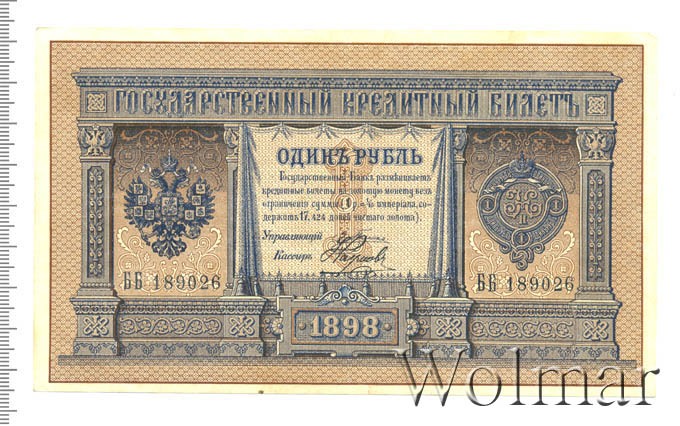 ГОСУДАРСТВЕННЫЙ КРЕДИТНЫЙ БИЛЕТЪ
ОДИНЪ РУБЛЬ
Государственный Банкъ размѣниваетъ
кредитные билеты на золотую монету безъ
ограниченія суммы (1 р. = 1/15 имперіала, со-
держитъ 17,424 долей чистаго золота).
Управляющій
Кассиръ
ББ 189026
ББ 189026
1898
Wolmar